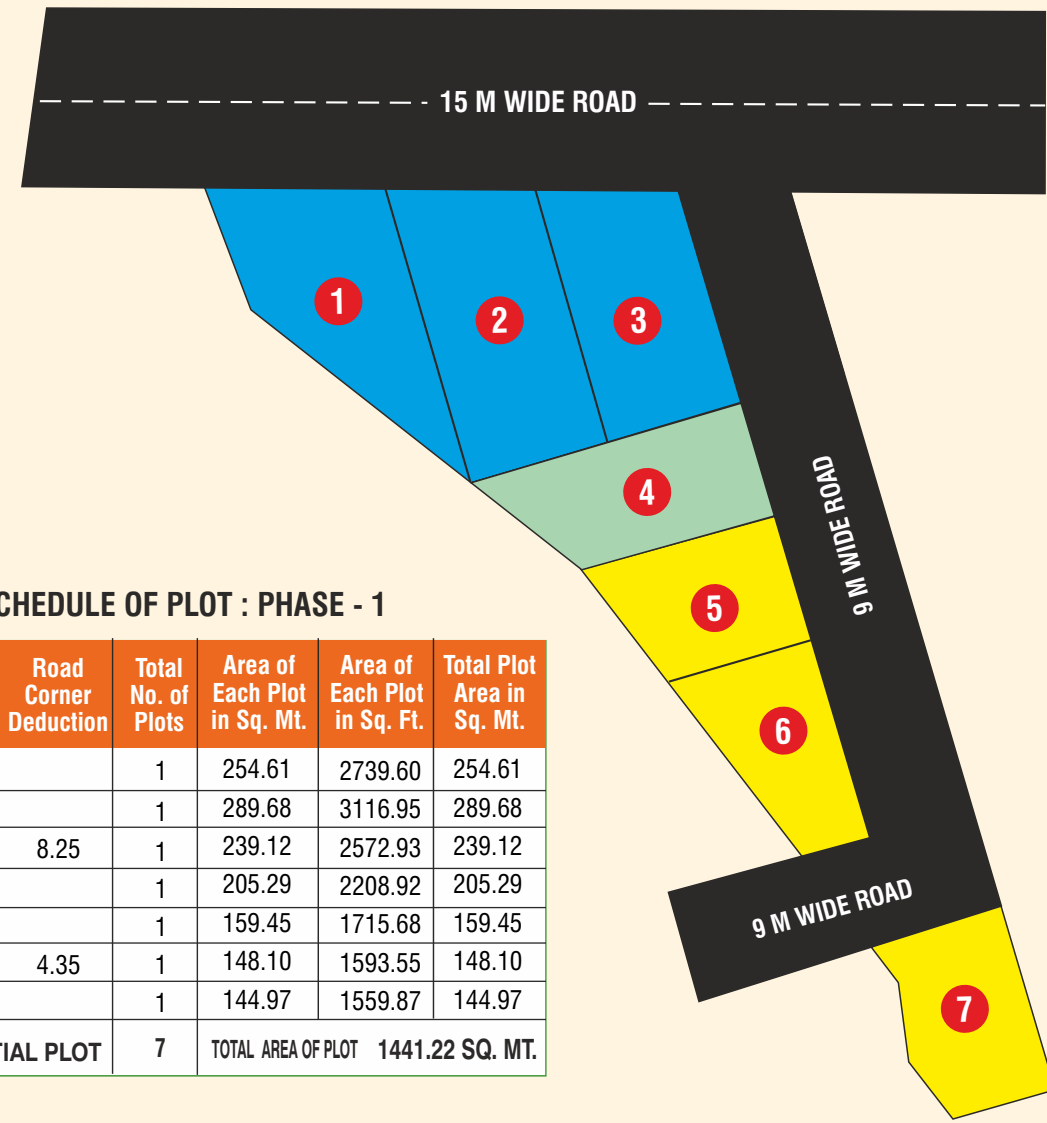 15 M WIDE ROAD
1
2
3
4
9 M WIDE ROAD
5
6
9 M WIDE ROAD
7
CHEDULE OF PLOT : PHASE - 1
Road Corner Deduction Total No. of Plots Area of Each Plot in Sq. Mt. Area of Each Plot in Sq. Ft. Total Plot Area in Sq. Mt.
1 254.61 2739.60 254.61
1 289.68 3116.95 289.68
8.25 1 239.12 2572.93 239.12
1 205.29 2208.92 205.29
1 159.45 1715.68 159.45
4.35 1 148.10 1593.55 148.10
1 144.97 1559.87 144.97
TIAL PLOT 7 TOTAL AREA OF PLOT 1441.22 SQ. MT.